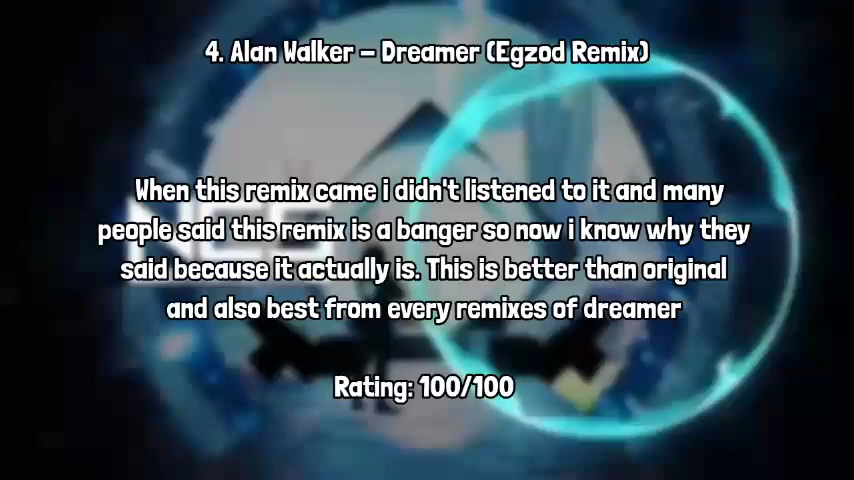 4. Alan Walker – Dreamer (Egzod Remix)
When this remix came i didn't listened to it and many
people said this remix is a banger so now i know why they
said because it actually is. This is better than original
and also best from every remixes of dreamer
Rating: 100/100